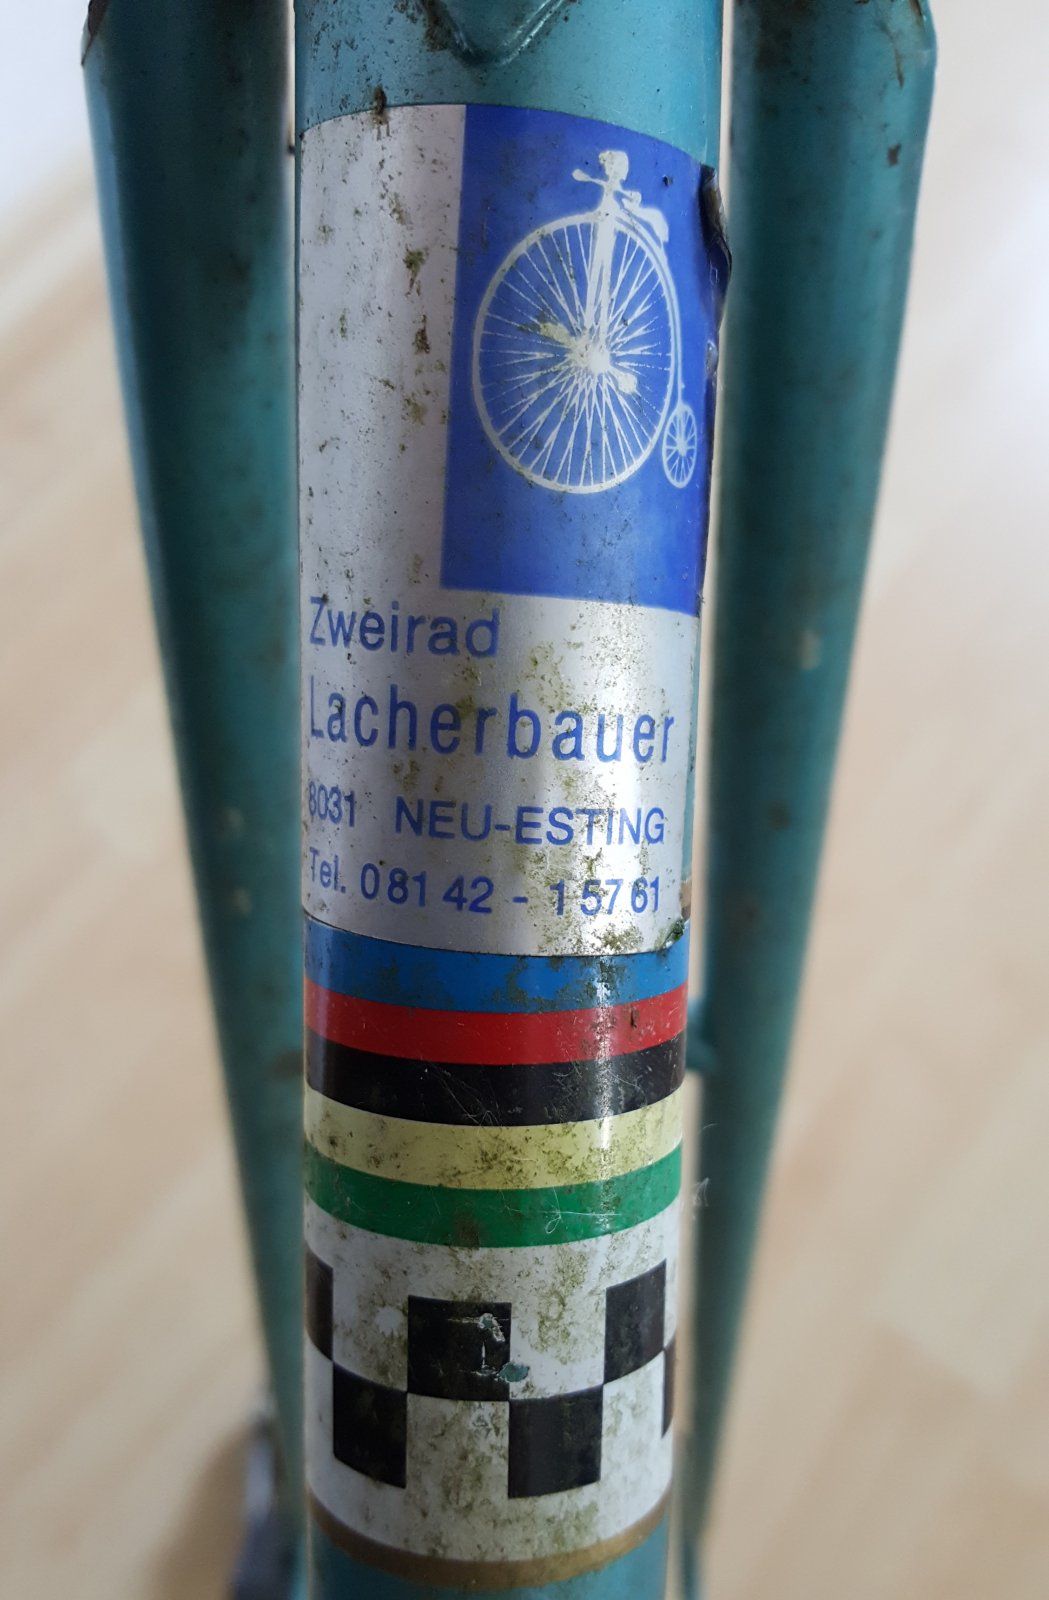 Zweirad
Lacherbauer
8031 NEU-ESTING
Tel. 08142 - 15761